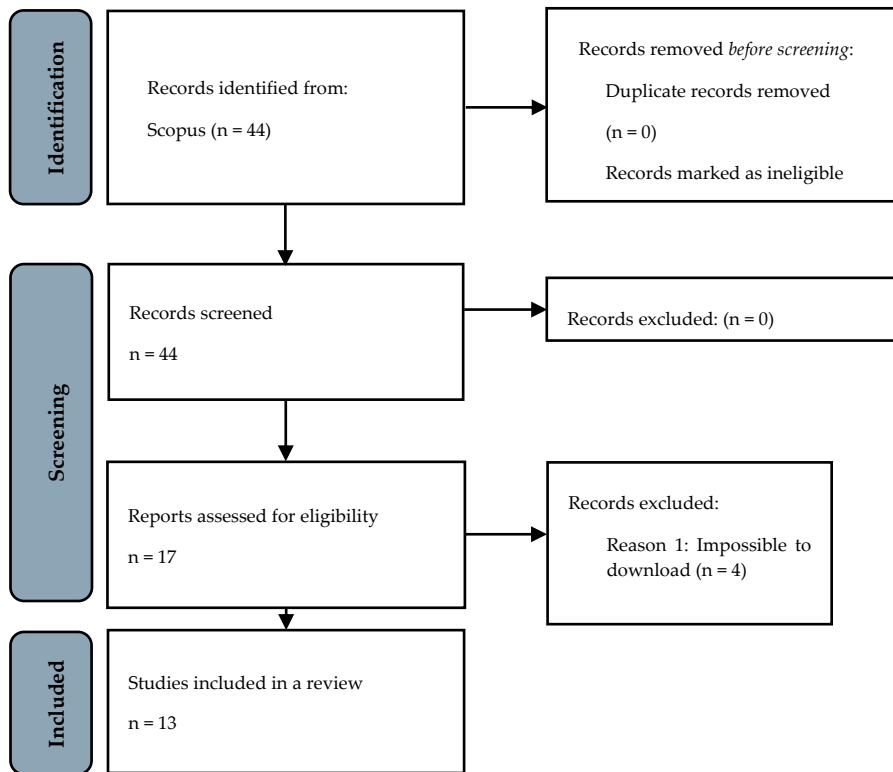 Identification
Records identified from:
Scopus (n = 44)
Records removed before screening:
Duplicate records removed
(n = 0)
Records marked as ineligible
Screening
Records screened
n = 44
Records excluded: (n = 0)
Reports assessed for eligibility
n = 17
Records excluded:
Reason 1: Impossible to
download (n = 4)
Included
Studies included in a review
n = 13